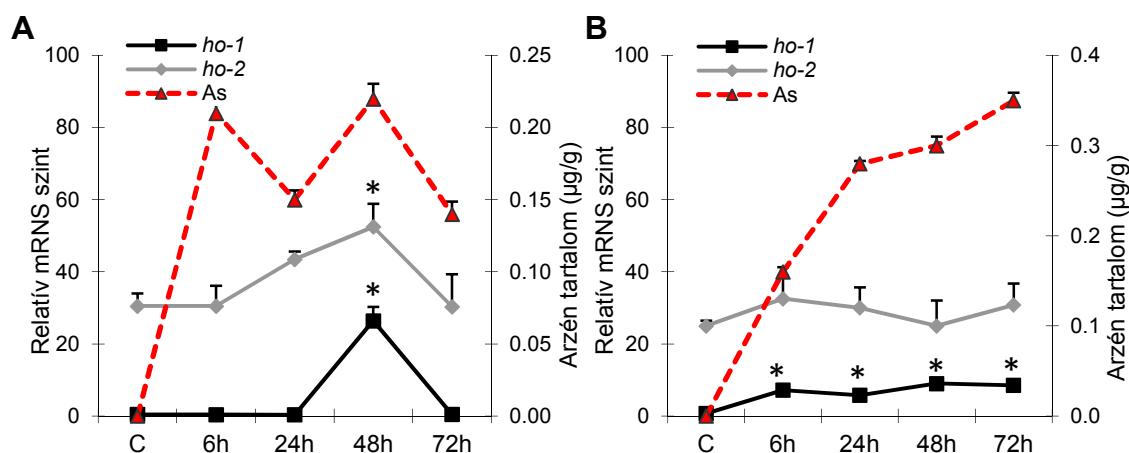 A
ho-1
ho-2
As
Relatív mRNS szint
100
80
60
40
20
0
0.25
0.20
0.15
0.10
0.05
0.00
Arzén tartalom (µg/g)
*
*
C 6h 24h 48h 72h
B
ho-1
ho-2
As
Relatív mRNS szint
100
80
60
40
20
0
0.4
0.3
0.2
0.1
0.0
Arzén tartalom (µg/g)
* * * *
C 6h 24h 48h 72h